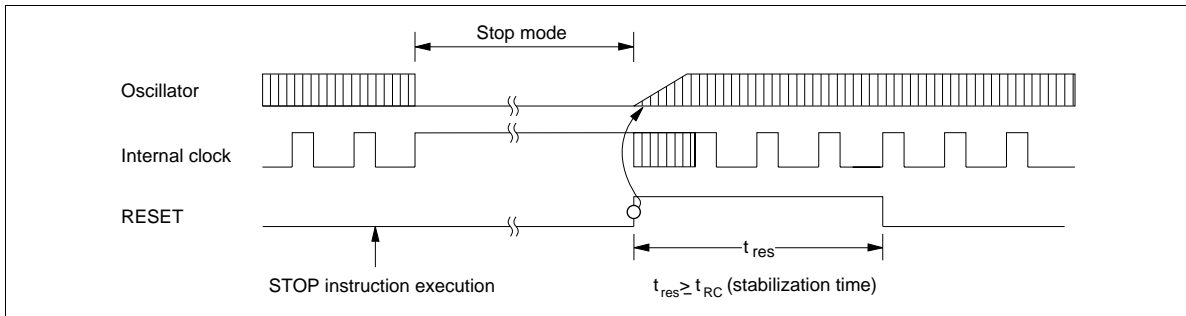 Stop mode
Oscillator
Internal clock
RESET
t res
STOP instruction execution
t res ≥ t RC (stabilization time)